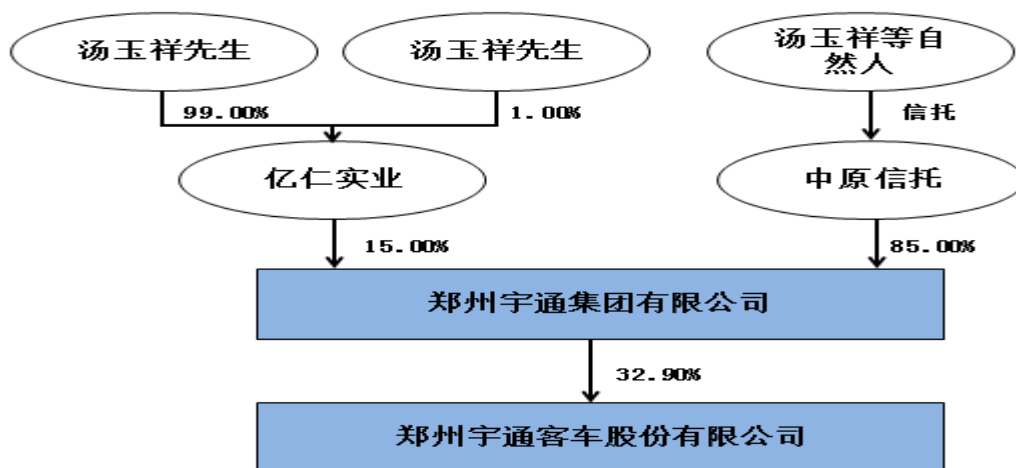 汤玉祥先生
汤玉祥先生
汤玉祥等自
然人
99.00%
1.00%
信托
亿仁实业
中原信托
15.00%
85.00%
郑州宇通集团有限公司
32.90%
郑州宇通客车股份有限公司